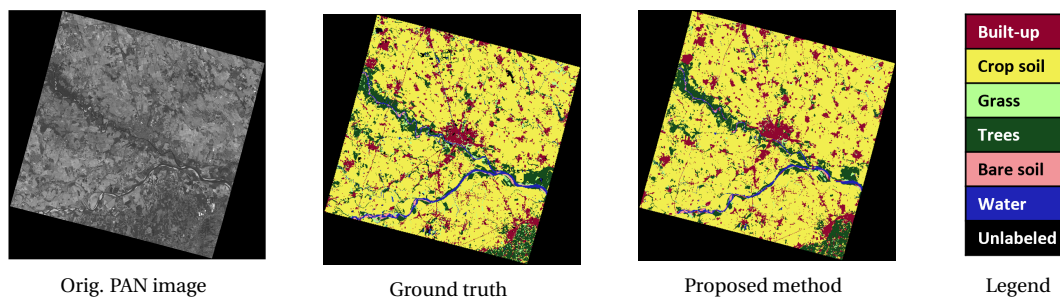 Built-up
Crop soil
Grass
Trees
Bare soil
Water
Unlabeled
Orig. PAN image
Ground truth
Proposed method
Legend